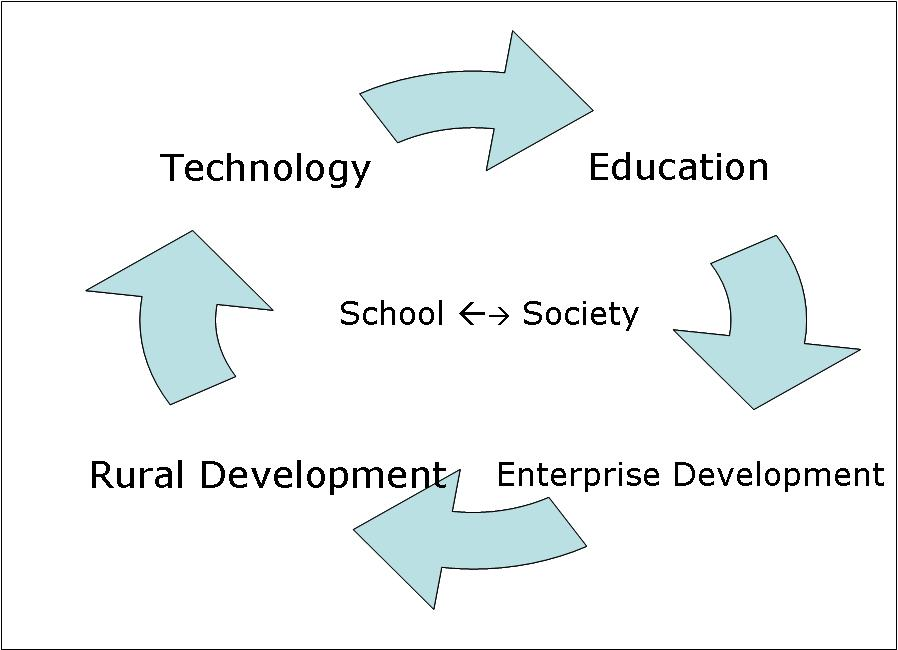 Technology
Education
School ←→ Society
Rural Development
Enterprise Development